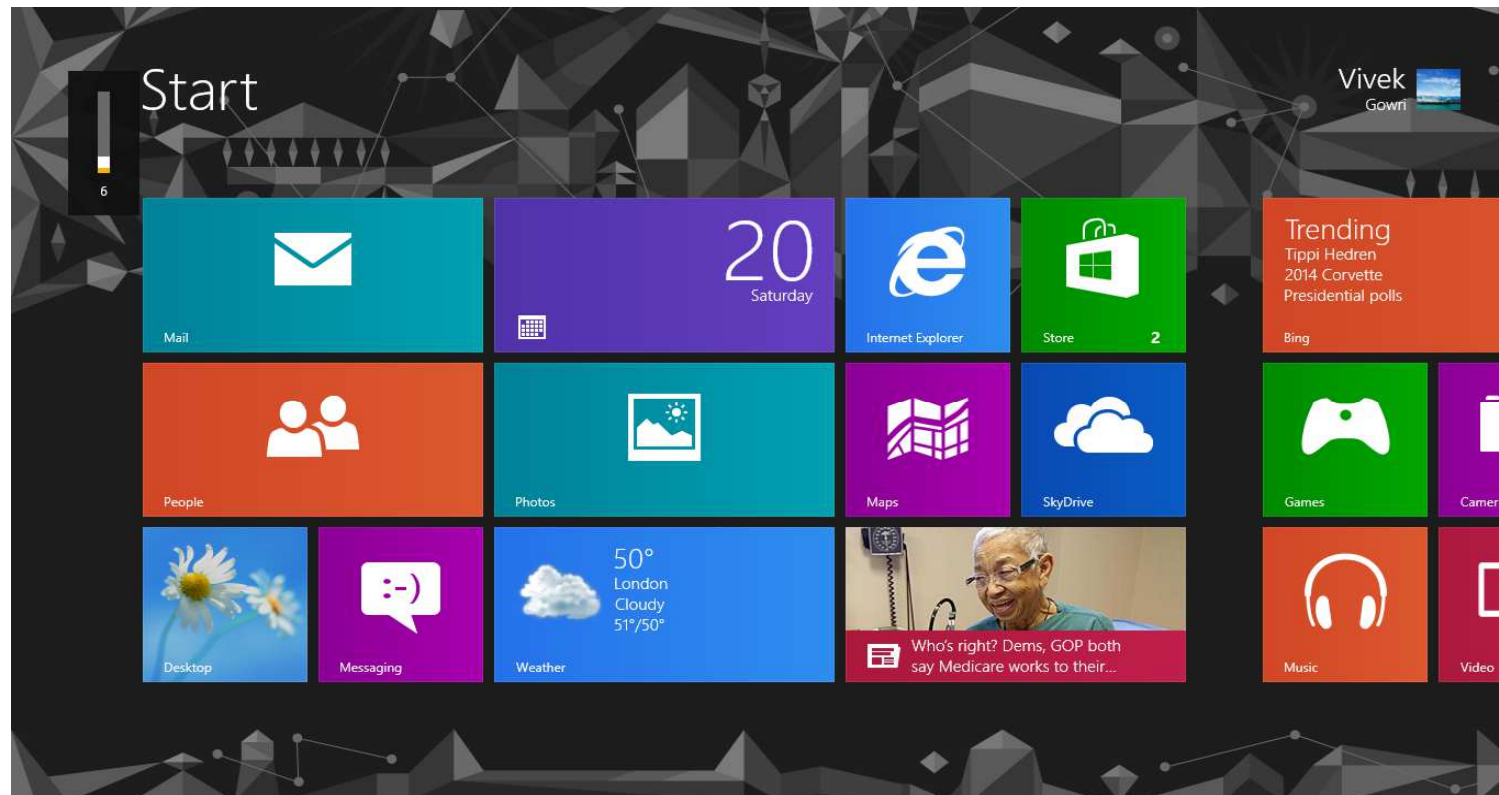 Start
Vivek
Gowri
6
Mail
20
Saturday
Internet Explorer
Store 2
Trending
Tippi Hedren
2014 Corvette
Presidential polls
Bing
People
Photos
Maps
SkyDrive
Games
Camer
Desktop
:-)
Messaging
50°
London
Cloudy
51°/50°
Weather
Who's right? Dems, GOP both
say Medicare works to their...
Music
Video